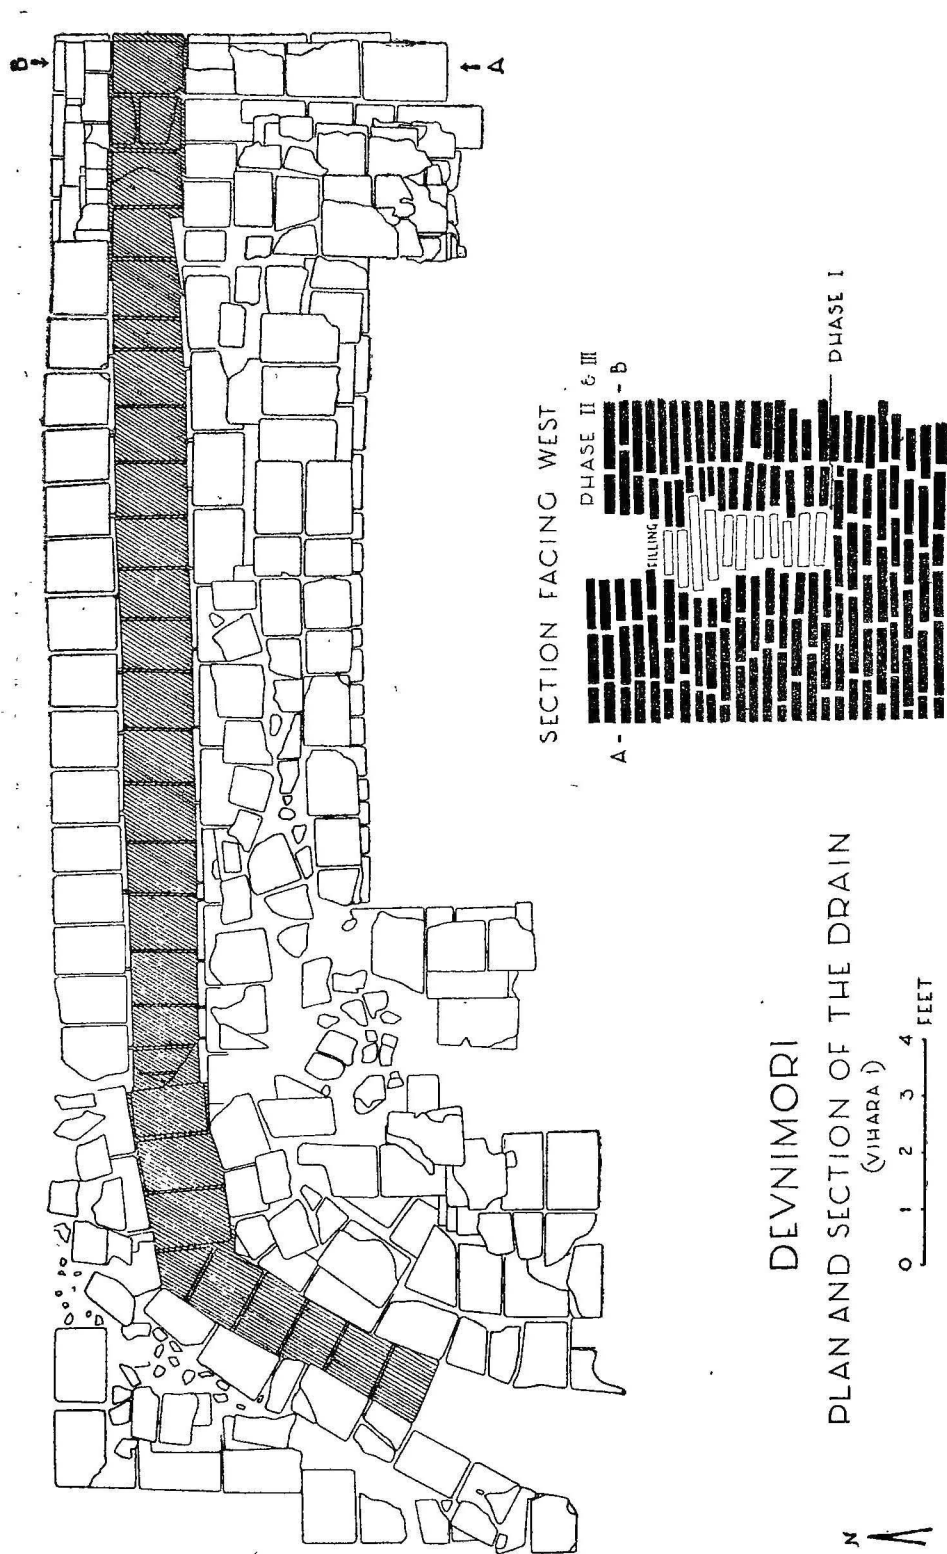 B
A
SECTION FACING WEST
PHASE II & III
A-
-B
FILLING
PHASE I
DEVNIMORI
PLAN AND SECTION OF THE DRAIN
(VIHARA I)
0 1 2 3 4
FEET
N